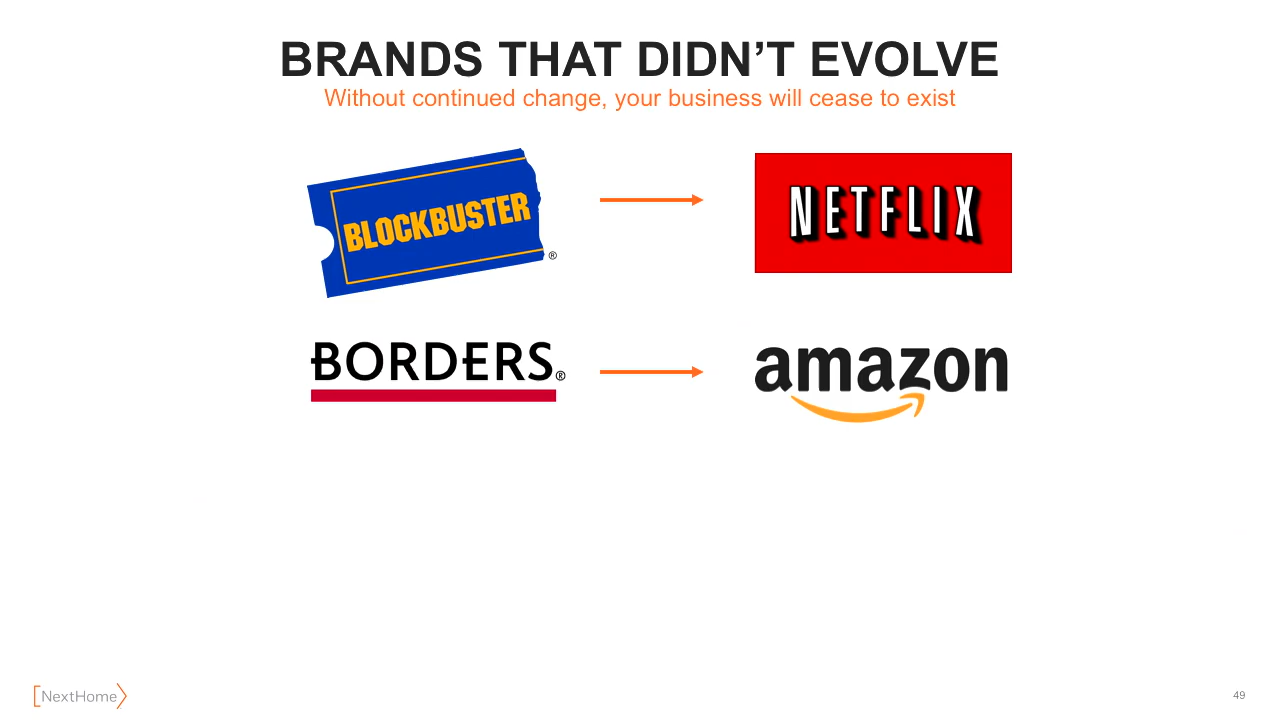 BRANDS THAT DIDN’T EVOLVE
Without continued change, your business will cease to exist
BLOCKBUSTER
®
NETFLIX
BORDERS®
amazon
[NextHome⟩
49